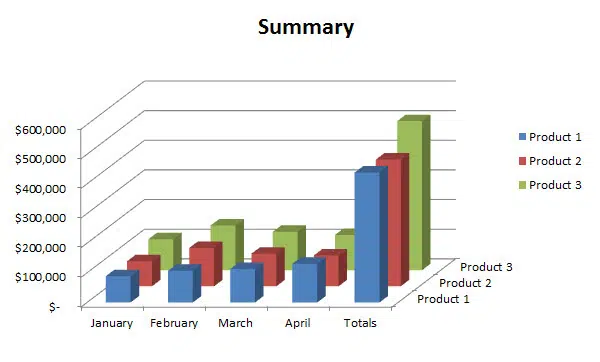 Summary
$600,000
$500,000
$400,000
$300,000
$200,000
$100,000
$-
January February March April Totals
Product 3
Product 2
Product 1
Product 1
Product 2
Product 3